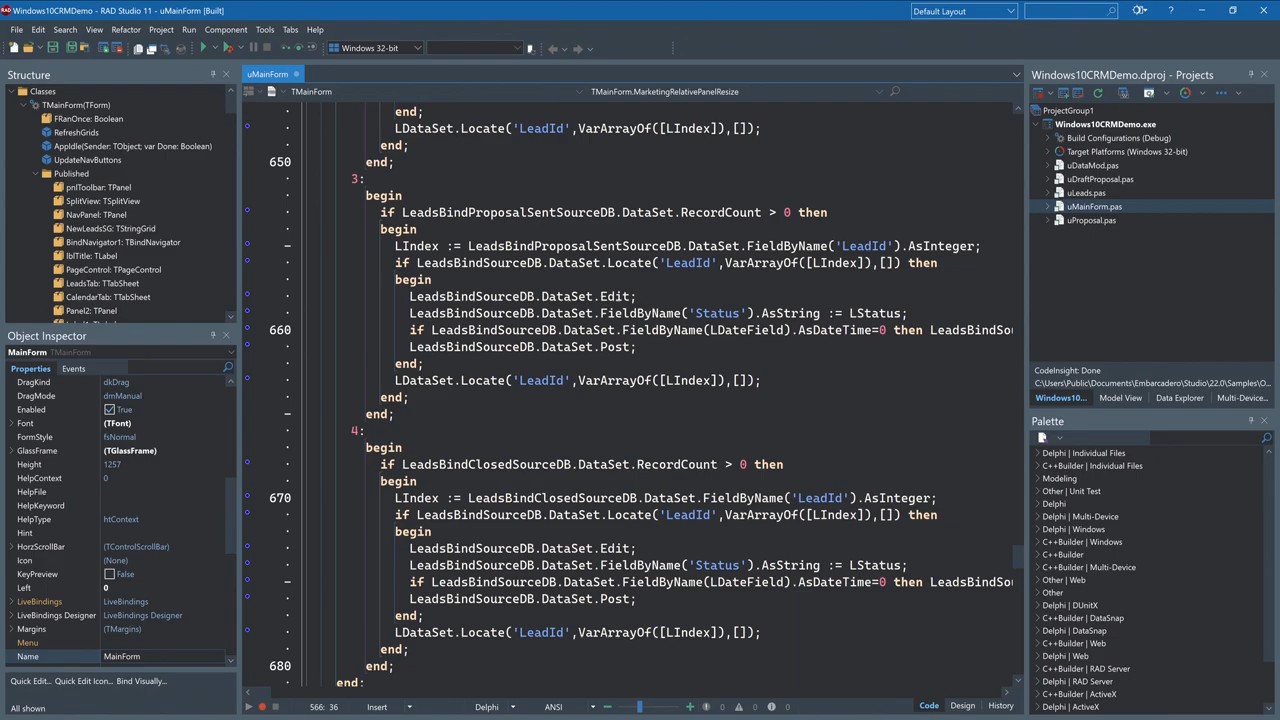 Windows10CRMDemo - RAD Studio 11 - uMainForm [Built]
Default Layout
File Edit Search View Refactor Project Run Component Tools Tabs Help
Windows 32-bit
Structure
Classes
TMainForm(TForm)
FRanOnce: Boolean
RefreshGrids
AppIdle(Sender: TObject; var Done: Boolean)
UpdateNavButtons
Published
pnlToolbar: TPanel
SplitView: TSplitView
NavPanel: TPanel
NewLeadsSG: TStringGrid
BindNavigator1: TBindNavigator
lblTitle: TLabel
PageControl: TPageControl
LeadsTab: TTabSheet
CalendarTab: TTabSheet
Panel2: TPanel
Object Inspector
MainForm TMainForm
Properties Events
DragKind dkDrag
DragMode dmManual
Enabled True
Font (TFont)
FormStyle fsNormal
GlassFrame (TGlassFrame)
Height 1257
HelpContext 0
HelpFile
HelpKeyword
HelpType htContext
Hint
HorzScrollBar (TControlScrollBar)
Icon (None)
KeyPreview False
Left 0
LiveBindings LiveBindings
LiveBindings Designer LiveBindings Designer
Margins (TMargins)
Menu
Name MainForm
Quick Edit... Quick Edit Icon... Bind Visually...
All shown
uMainForm
TMainForm TMainForm.MarketingRelativePanelResize
end;
LDataSet.Locate('LeadId',VarArrayOf([LIndex]),[]);
end;
650 end;
3:
begin
if LeadsBindProposalSentSourceDB.DataSet.RecordCount > 0 then
begin
LIndex := LeadsBindProposalSentSourceDB.DataSet.FieldByName('LeadId').AsInteger;
if LeadsBindSourceDB.DataSet.Locate('LeadId',VarArrayOf([LIndex]),[]) then
begin
LeadsBindSourceDB.DataSet.Edit;
LeadsBindSourceDB.DataSet.FieldByName('Status').AsString := LStatus;
660 if LeadsBindSourceDB.DataSet.FieldByName(LDateField).AsDateTime=0 then LeadsBindSou
LeadsBindSourceDB.DataSet.Post;
end;
LDataSet.Locate('LeadId',VarArrayOf([LIndex]),[]);
end;
end;
4:
begin
if LeadsBindClosedSourceDB.DataSet.RecordCount > 0 then
begin
670 LIndex := LeadsBindClosedSourceDB.DataSet.FieldByName('LeadId').AsInteger;
if LeadsBindSourceDB.DataSet.Locate('LeadId',VarArrayOf([LIndex]),[]) then
begin
LeadsBindSourceDB.DataSet.Edit;
LeadsBindSourceDB.DataSet.FieldByName('Status').AsString := LStatus;
if LeadsBindSourceDB.DataSet.FieldByName(LDateField).AsDateTime=0 then LeadsBindSou
LeadsBindSourceDB.DataSet.Post;
end;
LDataSet.Locate('LeadId',VarArrayOf([LIndex]),[]);
end;
680 end;
end;
566: 36 Insert Delphi ANSI 0 0 0 Code Design History
Windows10CRMDemo.dproj - Projects
ProjectGroup1
Windows10CRMDemo.exe
Build Configurations (Debug)
Target Platforms (Windows 32-bit)
uDataMod.pas
uDraftProposal.pas
uLeads.pas
uMainForm.pas
uProposal.pas
CodeInsight: Done
C:\Users\Public\Documents\Embarcadero\Studio\22.0\Samples\O...
Windows10... Model View Data Explorer Multi-Device...
Palette
Delphi | Individual Files
C++Builder | Individual Files
Modeling
Other | Unit Test
Delphi
Delphi | Multi-Device
Delphi | Windows
C++Builder | Windows
C++Builder
C++Builder | Multi-Device
Other | Web
Other
Delphi | DUnitX
C++Builder | DataSnap
Delphi | DataSnap
C++Builder | Web
Delphi | Web
C++Builder | RAD Server
Delphi | RAD Server
C++Builder | ActiveX
Delphi | ActiveX